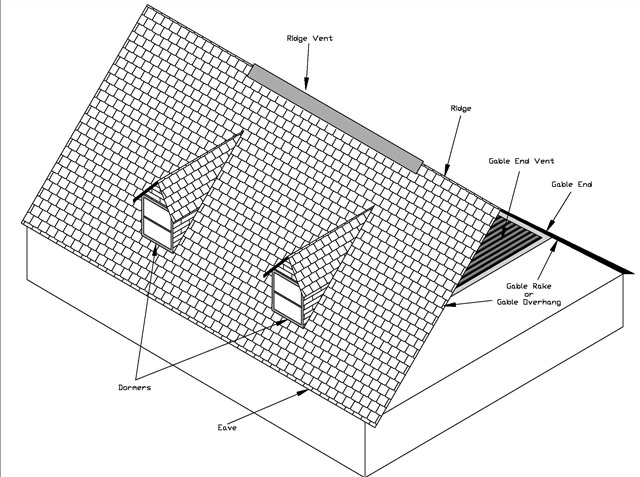 Ridge Vent
Ridge
Gable End Vent
Gable End
Gable Rake
or
Gable Overhang
Dormers
Eave